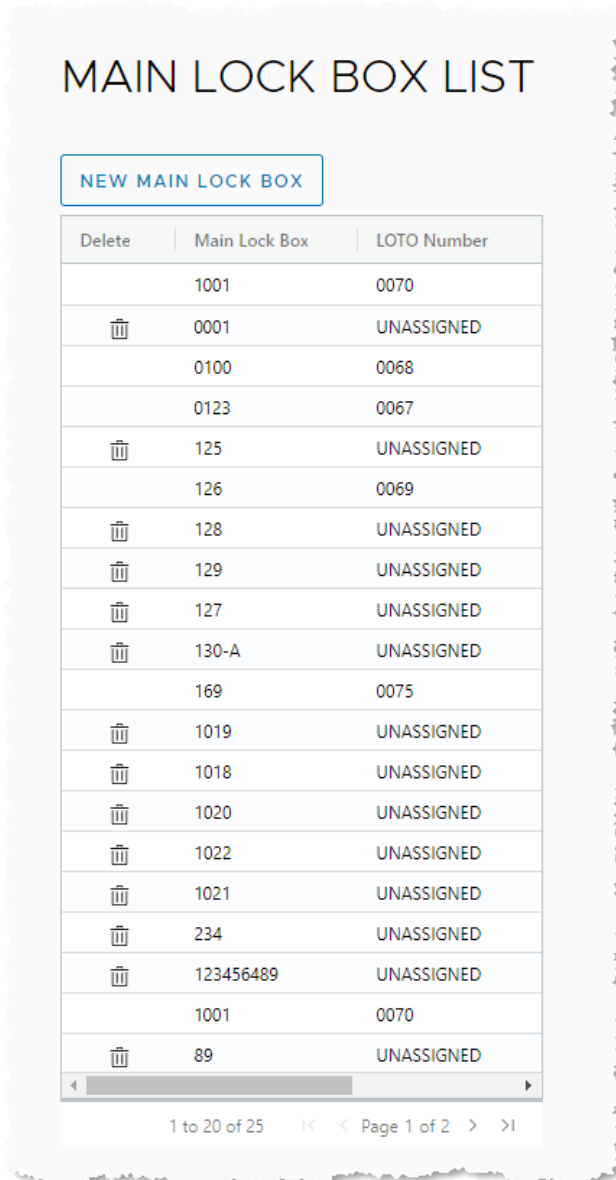 MAIN LOCK BOX LIST
NEW MAIN LOCK BOX
Delete Main Lock Box LOTO Number
1001 0070
0001 UNASSIGNED
0100 0068
0123 0067
125 UNASSIGNED
126 0069
128 UNASSIGNED
129 UNASSIGNED
127 UNASSIGNED
130-A UNASSIGNED
169 0075
1019 UNASSIGNED
1018 UNASSIGNED
1020 UNASSIGNED
1022 UNASSIGNED
1021 UNASSIGNED
234 UNASSIGNED
123456489 UNASSIGNED
1001 0070
89 UNASSIGNED
1 to 20 of 25 Page 1 of 2